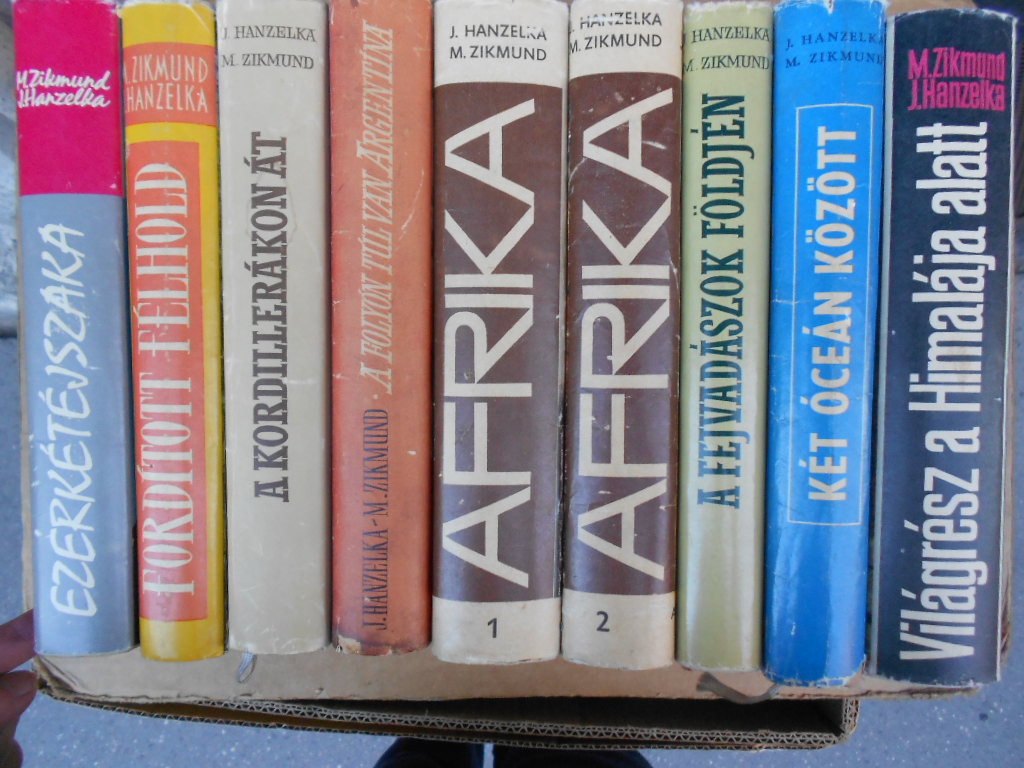 M. Zikmund
J. Hanzelka
EZERKÉTÉJSZAKA
ZIKMUND
HANZELKA
FORDÍTOTT FÉLHOLD
J. HANZELKA
M. ZIKMUND
A KORDILLERÁKON ÁT
J. HANZELKA-M. ZIKMUND · A FOLYÓN TÚL VAN ARGENTÍNA
J. HANZELKA
M. ZIKMUND
AFRIKA
1
J. HANZELKA
M. ZIKMUND
AFRIKA
2
HANZELKA
M. ZIKMUND
A FEJVADÁSZOK FÖLDJÉN
J. HANZELKA
M. ZIKMUND
KÉT ÓCEÁN KÖZÖTT
M. Zikmund
J. Hanzelka
Világrész a Himalája alatt